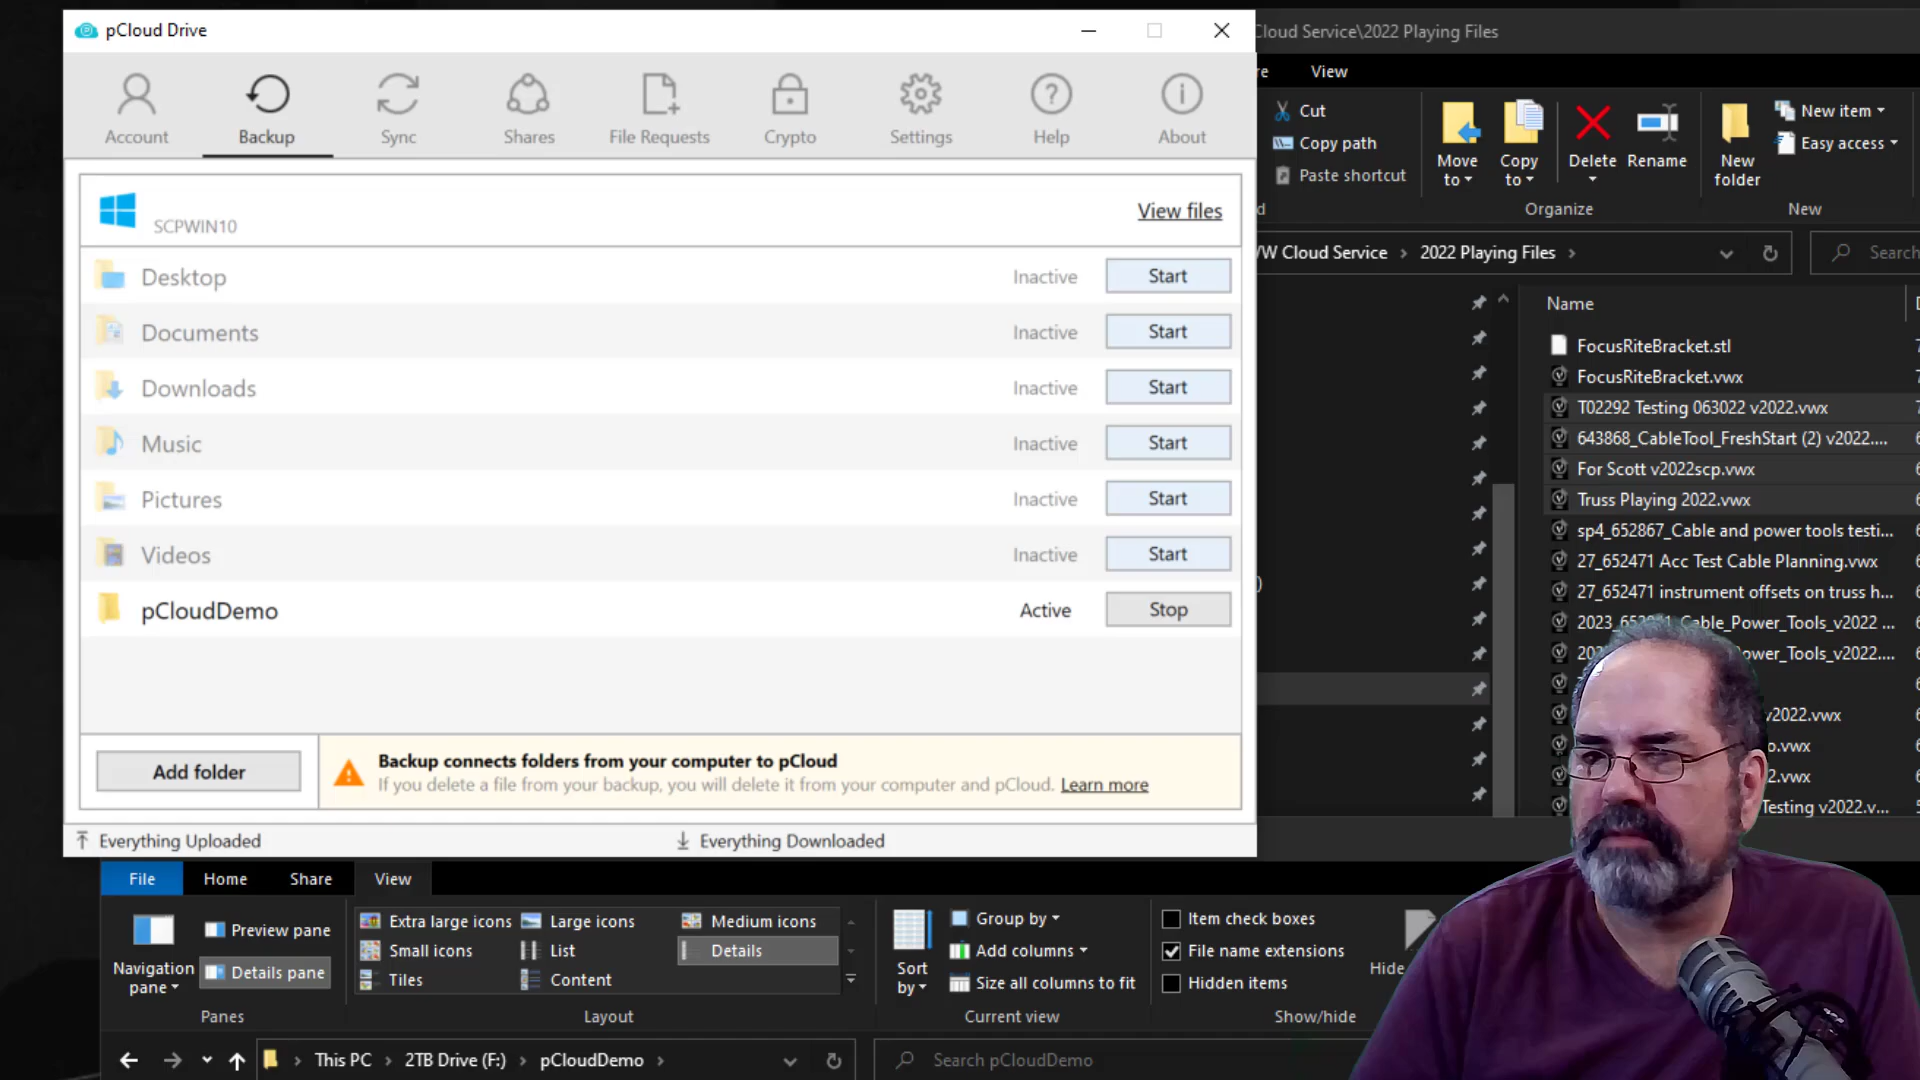 pCloud Drive
Account
Backup
Sync
Shares
File Requests
Crypto
Settings
Help
About
SCPWIN10
View files
Desktop Inactive Start
Documents Inactive Start
Downloads Inactive Start
Music Inactive Start
Pictures Inactive Start
Videos Inactive Start
pCloudDemo Active Stop
Add folder
Backup connects folders from your computer to pCloud
If you delete a file from your backup, you will delete it from your computer and pCloud. Learn more
Everything Uploaded
Everything Downloaded
Cloud Service\2022 Playing Files
View
Cut
Copy path
Paste shortcut
Move to
Copy to
Delete
Rename
New folder
New item
Easy access
Organize
New
VW Cloud Service > 2022 Playing Files >
Search
Name
FocusRiteBracket.stl
FocusRiteBracket.vwx
T02292 Testing 063022 v2022.vwx
643868_CableTool_FreshStart (2) v2022....
For Scott v2022scp.vwx
Truss Playing 2022.vwx
sp4_652867_Cable and power tools testi...
27_652471 Acc Test Cable Planning.vwx
27_652471 instrument offsets on truss h...
Cable_Power_Tools_v2022 ...
ower_Tools_v2022....
v2022.vwx
o.vwx
2.vwx
Testing v2022.v...
File
Home
Share
View
Navigation pane
Preview pane
Details pane
Panes
Extra large icons
Large icons
Medium icons
Small icons
List
Details
Tiles
Content
Layout
Sort by
Group by
Add columns
Size all columns to fit
Current view
Item check boxes
File name extensions
Hidden items
Hide
Show/hide
This PC > 2TB Drive (F:) > pCloudDemo >
Search pCloudDemo